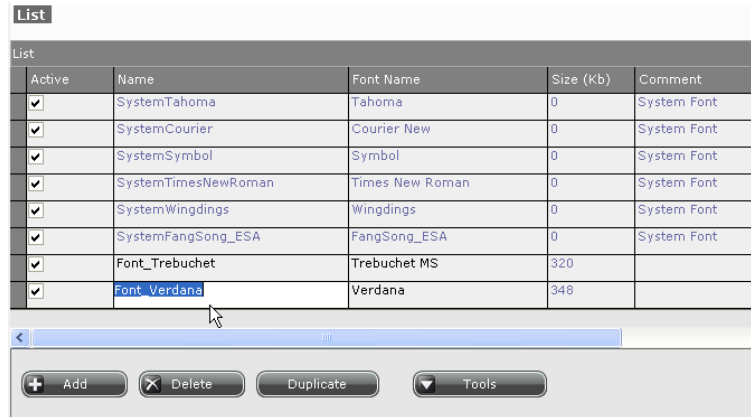 List
List
Active Name Font Name Size (Kb) Comment
SystemTahoma Tahoma 0 System Font
SystemCourier Courier New 0 System Font
SystemSymbol Symbol 0 System Font
SystemTimesNewRoman Times New Roman 0 System Font
SystemWingdings Wingdings 0 System Font
SystemFangSong_ESA FangSong_ESA 0 System Font
Font_Trebuchet Trebuchet MS 320
Font_Verdana Verdana 348
Add Delete Duplicate Tools